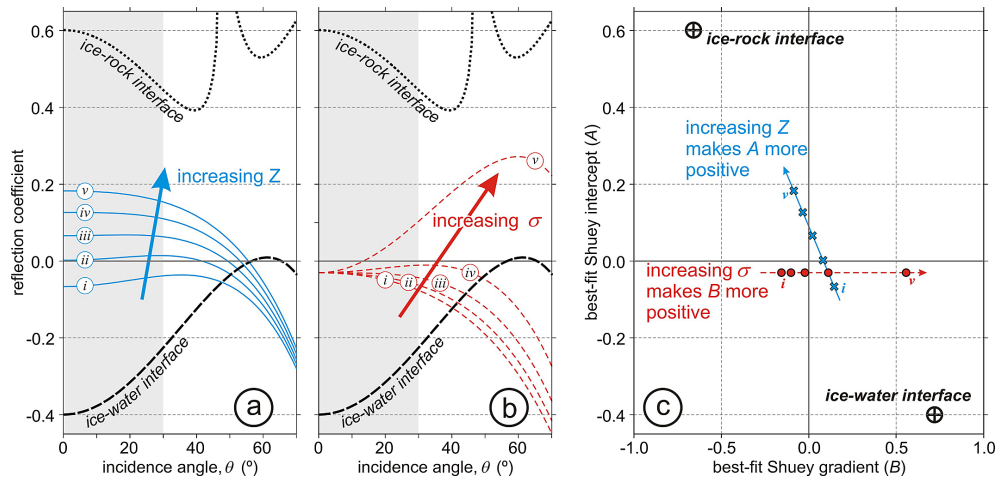 0.6
0.4
0.2
0.0
-0.2
-0.4
reflection coefficient
ice-rock interface
increasing Z
v
iv
iii
ii
i
ice-water interface
a
0 20 40 60
incidence angle, θ (º)
ice-rock interface
increasing σ
v
i
ii
iii
iv
ice-water interface
b
0 20 40 60
incidence angle, θ (º)
0.6
0.4
0.2
0.0
-0.2
-0.4
best-fit Shuey intercept (A)
ice-rock interface
increasing Z
makes A more
positive
v
i
increasing σ
makes B more
positive
i
v
ice-water interface
c
-1.0 -0.5 0.0 0.5 1.0
best-fit Shuey gradient (B)